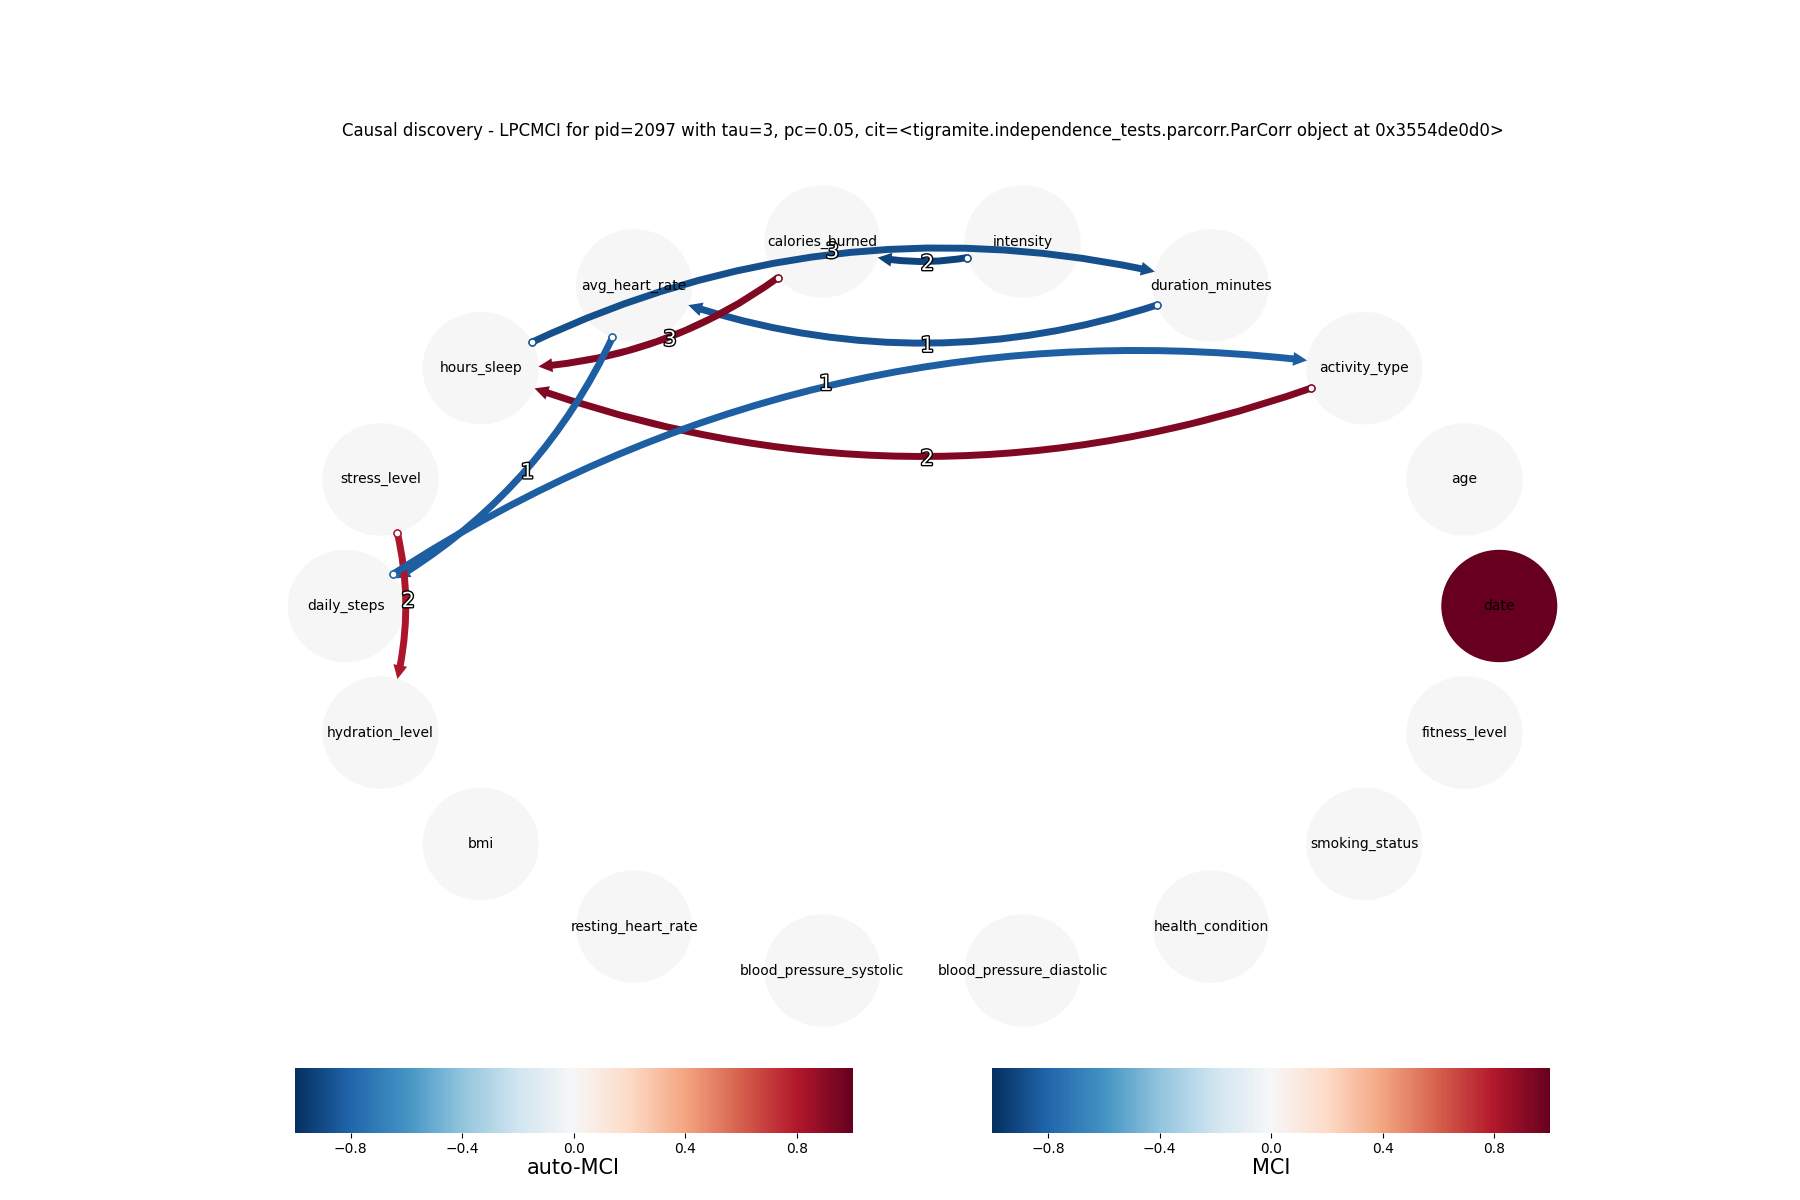 Causal discovery - LPCMCI for pid=2097 with tau=3, pc=0.05, cit=<tigramite.independence_tests.parcorr.ParCorr object at 0x3554de0d0>
calories_burned
intensity
3
2
avg_heart_rate
duration_minutes
3
1
hours_sleep
activity_type
1
2
1
stress_level
age
2
daily_steps
date
hydration_level
fitness_level
bmi
smoking_status
resting_heart_rate
health_condition
blood_pressure_systolic
blood_pressure_diastolic
−0.8 −0.4 0.0 0.4 0.8
auto-MCI
−0.8 −0.4 0.0 0.4 0.8
MCI